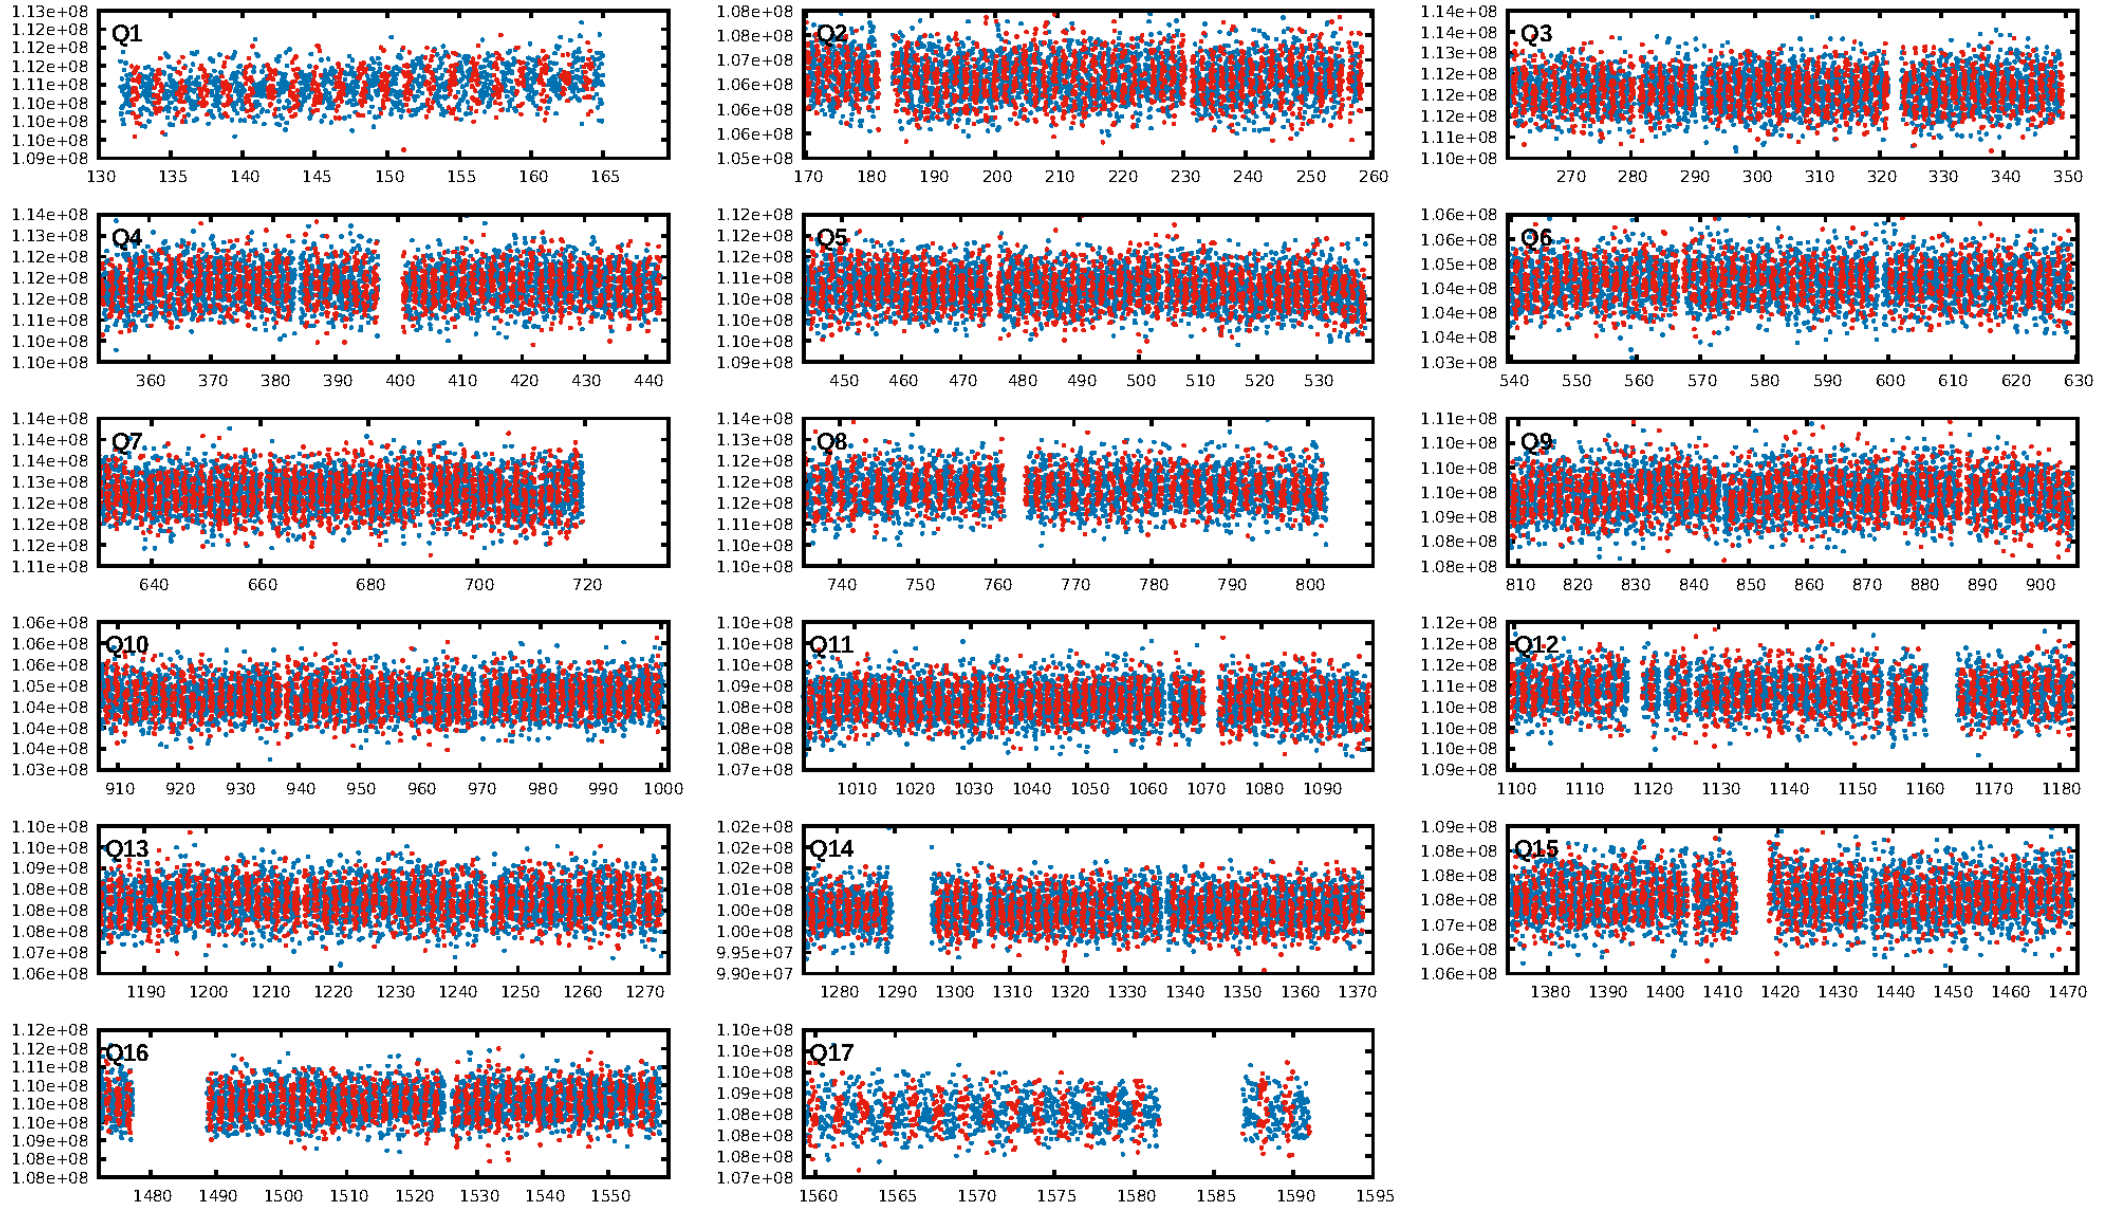 1.13e+08 1.12e+08 1.12e+08 1.11e+08 1.11e+08 1.10e+08 1.10e+08 1.10e+08 1.09e+08
Q1
130 135 140 145 150 155 160 165
1.08e+08 1.08e+08 1.07e+08 1.06e+08 1.06e+08 1.06e+08 1.05e+08
Q2
170 180 190 200 210 220 230 240 250 260
1.14e+08 1.14e+08 1.13e+08 1.12e+08 1.12e+08 1.12e+08 1.11e+08 1.10e+08
Q3
270 280 290 300 310 320 330 340 350
1.14e+08 1.13e+08 1.12e+08 1.12e+08 1.12e+08 1.11e+08 1.10e+08 1.10e+08
Q4
360 370 380 390 400 410 420 430 440
1.12e+08 1.12e+08 1.12e+08 1.11e+08 1.10e+08 1.10e+08 1.10e+08 1.09e+08
Q5
450 460 470 480 490 500 510 520 530
1.06e+08 1.06e+08 1.05e+08 1.04e+08 1.04e+08 1.04e+08 1.03e+08
Q6
540 550 560 570 580 590 600 610 620 630
1.14e+08 1.14e+08 1.14e+08 1.13e+08 1.12e+08 1.12e+08 1.12e+08 1.11e+08
Q7
640 660 680 700 720
1.14e+08 1.13e+08 1.12e+08 1.12e+08 1.12e+08 1.11e+08 1.10e+08 1.10e+08
Q8
740 750 760 770 780 790 800
1.11e+08 1.10e+08 1.10e+08 1.10e+08 1.09e+08 1.08e+08 1.08e+08
Q9
810 820 830 840 850 860 870 880 890 900
1.06e+08 1.06e+08 1.06e+08 1.05e+08 1.04e+08 1.04e+08 1.04e+08 1.03e+08
Q10
910 920 930 940 950 960 970 980 990 1000
1.10e+08 1.10e+08 1.10e+08 1.09e+08 1.08e+08 1.08e+08 1.08e+08 1.07e+08
Q11
1010 1020 1030 1040 1050 1060 1070 1080 1090
1.12e+08 1.12e+08 1.12e+08 1.11e+08 1.10e+08 1.10e+08 1.10e+08 1.09e+08
Q12
1100 1110 1120 1130 1140 1150 1160 1170 1180
1.10e+08 1.10e+08 1.09e+08 1.08e+08 1.08e+08 1.08e+08 1.07e+08 1.06e+08
Q13
1190 1200 1210 1220 1230 1240 1250 1260 1270
1.02e+08 1.02e+08 1.02e+08 1.01e+08 1.00e+08 1.00e+08 9.95e+07 9.90e+07
Q14
1280 1290 1300 1310 1320 1330 1340 1350 1360 1370
1.09e+08 1.08e+08 1.08e+08 1.07e+08 1.07e+08 1.06e+08 1.06e+08
Q15
1380 1390 1400 1410 1420 1430 1440 1450 1460 1470
1.12e+08 1.12e+08 1.11e+08 1.10e+08 1.10e+08 1.10e+08 1.09e+08 1.08e+08 1.08e+08
Q16
1480 1490 1500 1510 1520 1530 1540 1550
1.10e+08 1.10e+08 1.09e+08 1.09e+08 1.08e+08 1.08e+08 1.08e+08 1.07e+08
Q17
1560 1565 1570 1575 1580 1585 1590 1595